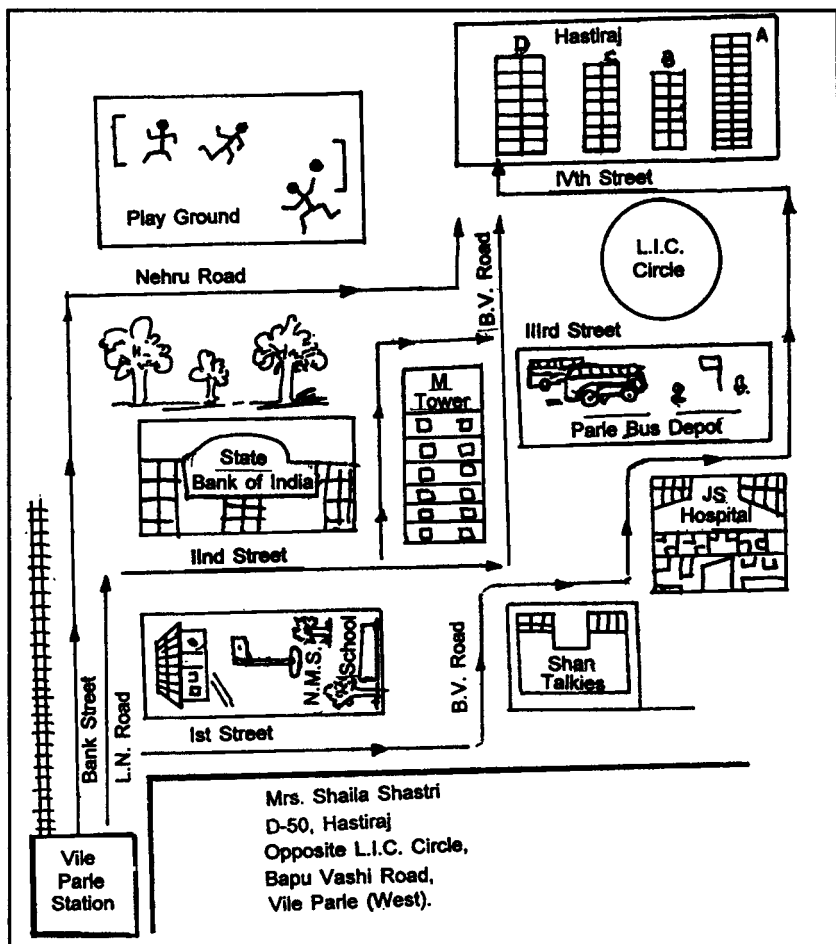 Hastiraj
D
C
B
A
IVth Street
Play Ground
L.I.C.
Circle
Nehru Road
B.V. Road
IIIrd Street
M
Tower
Parle Bus Depot
State
Bank of India
JS
Hospital
IInd Street
N.M.S.
School
B.V. Road
Shan
Talkies
Bank Street
L.N. Road
Ist Street
Vile
Parle
Station
Mrs. Shaila Shastri
D-50, Hastiraj
Opposite L.I.C. Circle,
Bapu Vashi Road,
Vile Parle (West).